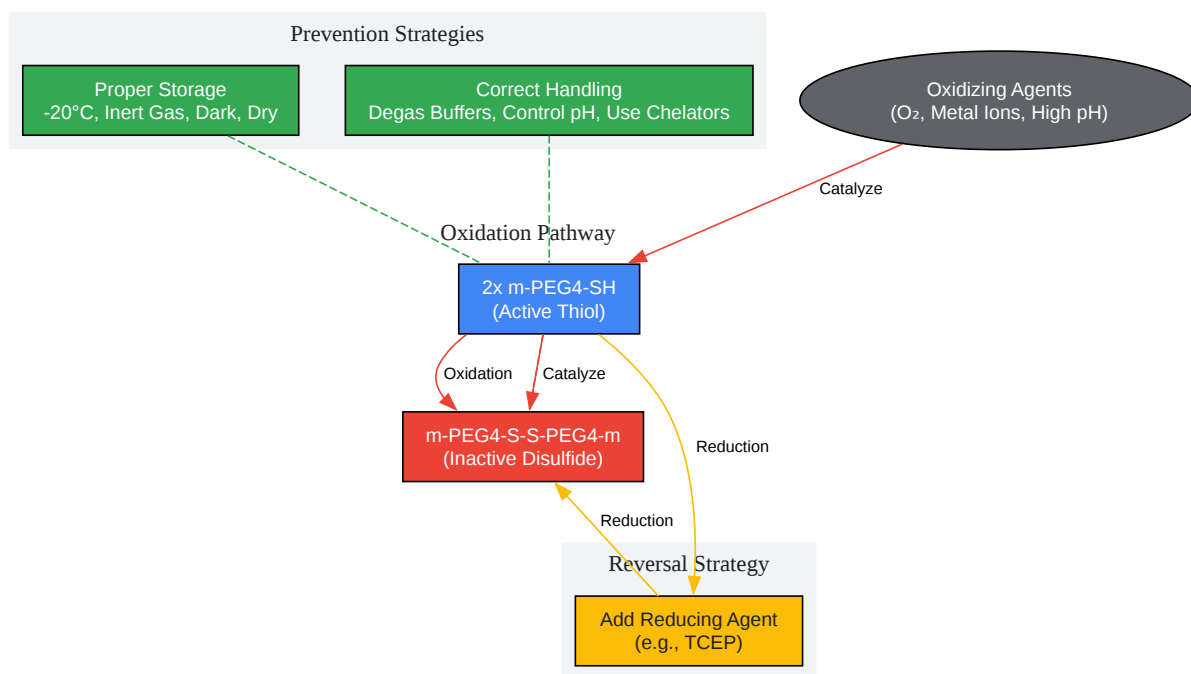 Prevention Strategies
Proper Storage
-20°C, Inert Gas, Dark, Dry
Correct Handling
Degas Buffers, Control pH, Use Chelators
Oxidizing Agents
(O₂, Metal Ions, High pH)
Catalyze
Oxidation Pathway
2x m-PEG4-SH
(Active Thiol)
Oxidation
Catalyze
m-PEG4-S-S-PEG4-m
(Inactive Disulfide)
Reduction
Reduction
Reversal Strategy
Add Reducing Agent
(e.g., TCEP)